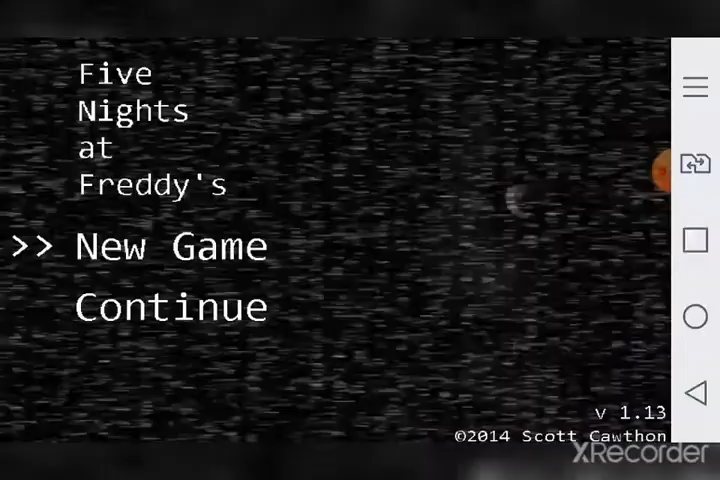 Five
Nights
at
Freddy's
>> New Game
Continue
v 1.13
©2014 Scott Cawthon
XRecorder